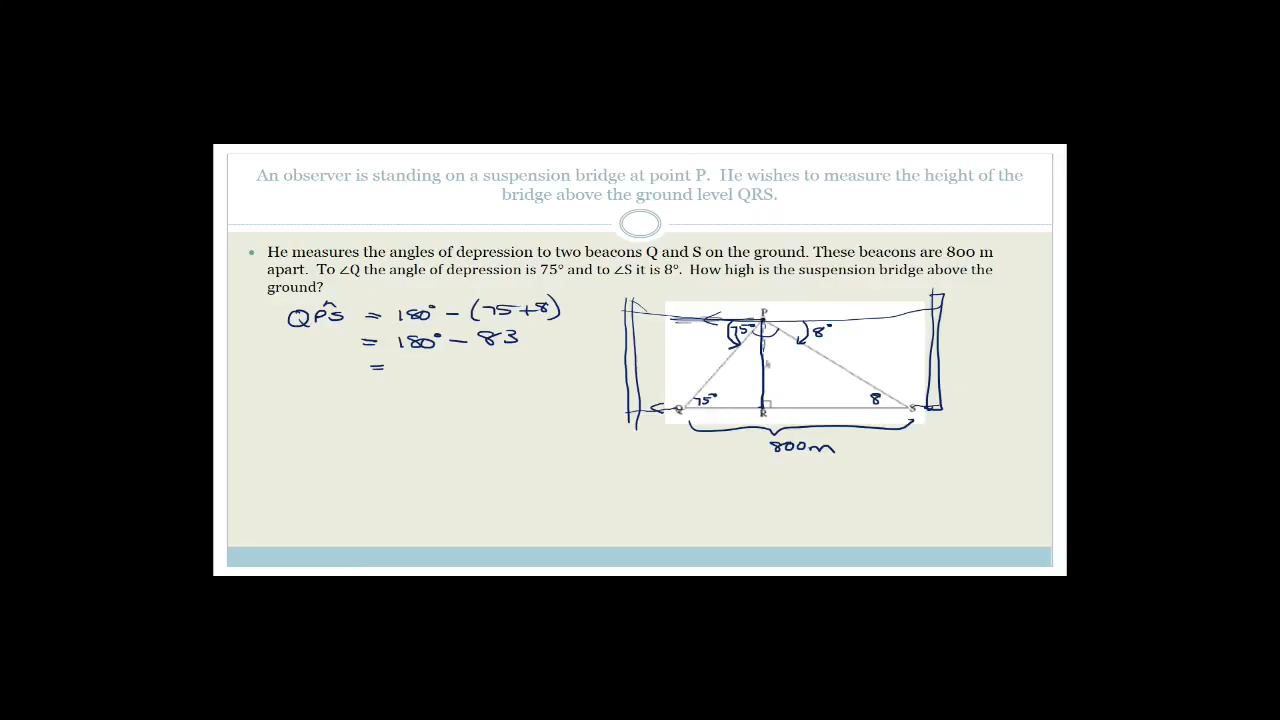 An observer is standing on a suspension bridge at point P. He wishes to measure the height of the
bridge above the ground level QRS.
• He measures the angles of depression to two beacons Q and S on the ground. These beacons are 800 m
apart. To ∠Q the angle of depression is 75° and to ∠S it is 8°. How high is the suspension bridge above the
ground?
QP̂S = 180° - (75+8)
= 180° - 83
=
P
75°
8°
h
75°
8
Q
R
S
800m